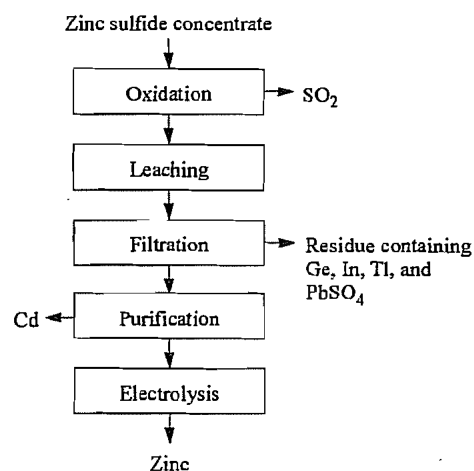 Zinc sulfide concentrate
Oxidation
SO₂
Leaching
Filtration
Residue containing
Ge, In, Tl, and
PbSO₄
Cd
Purification
Electrolysis
Zinc